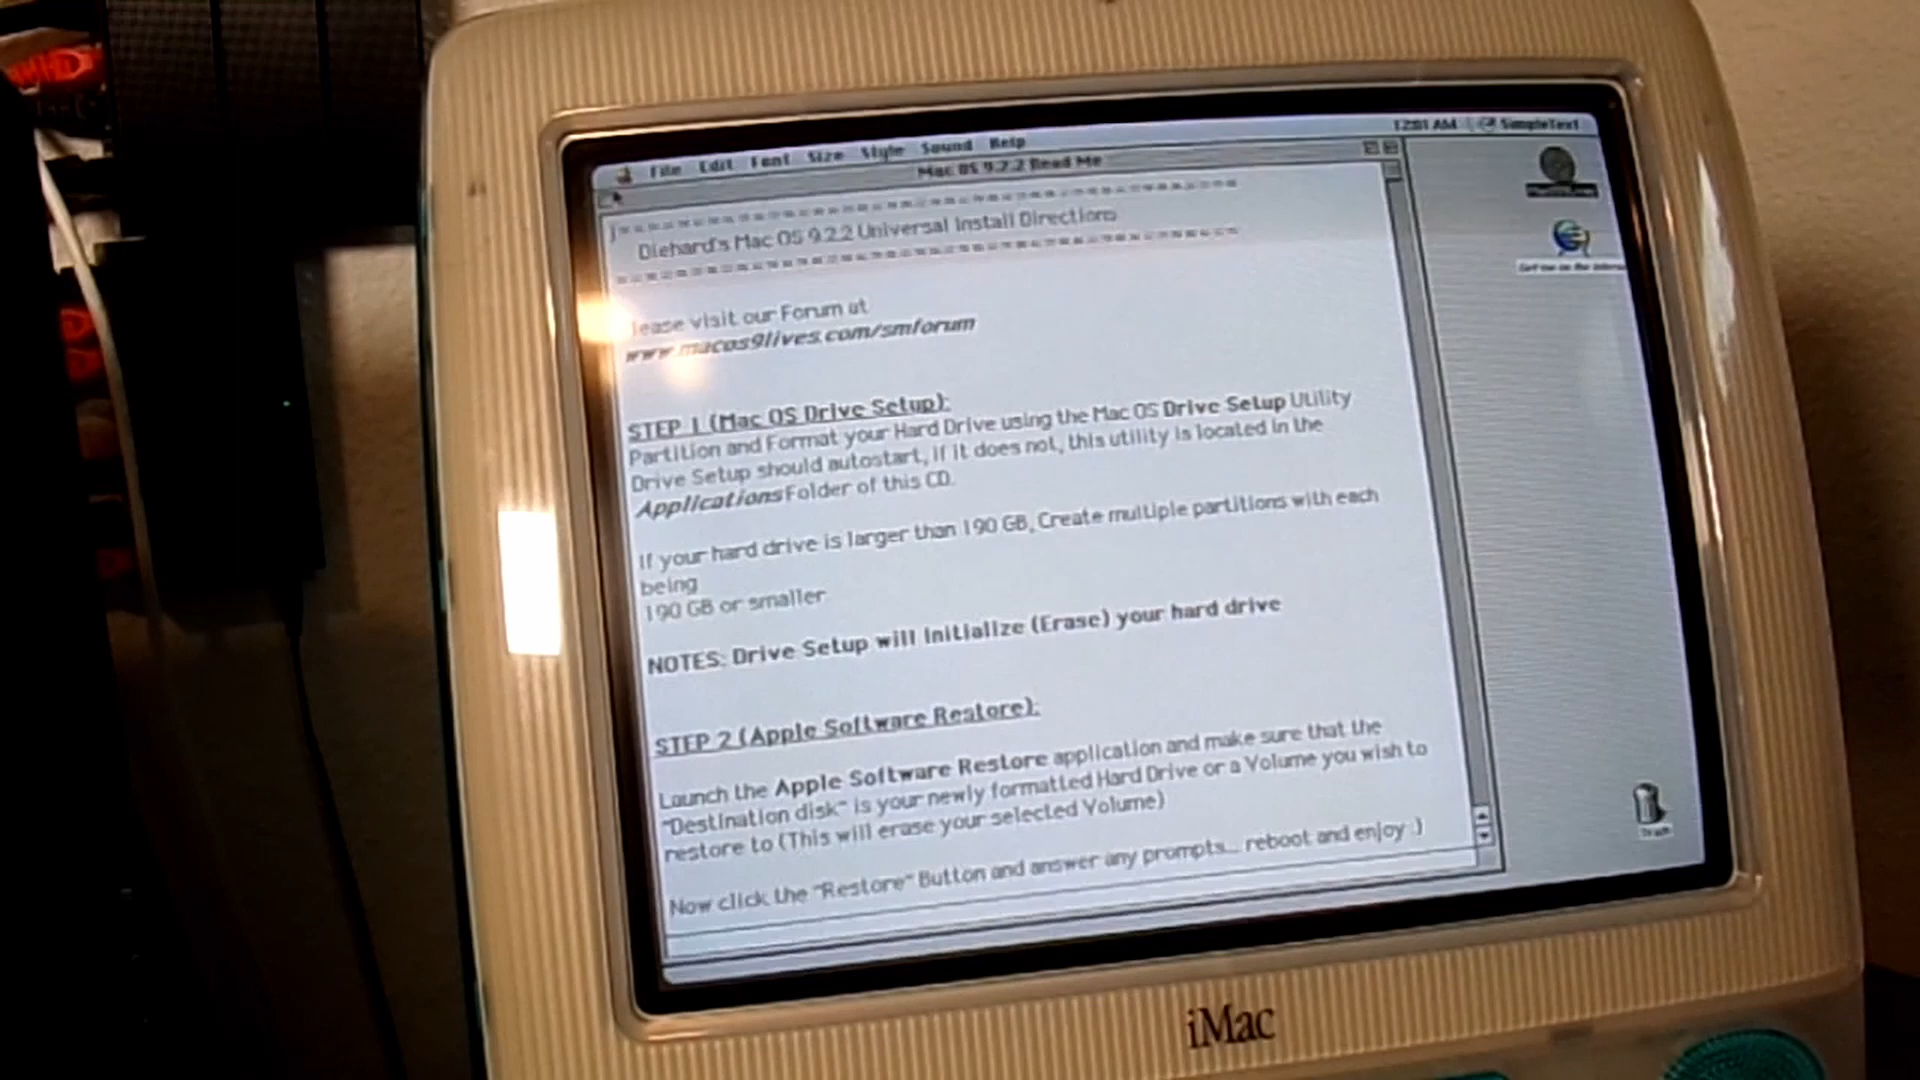 File Edit Font Size Style Sound Help
12:01 AM SimpleText
Mac OS 9.2.2 Read Me
Diehard's Mac OS 9.2.2 Universal Install Directions
lease visit our Forum at
www.macos9lives.com/smforum
STEP 1 (Mac OS Drive Setup):
Partition and Format your Hard Drive using the Mac OS Drive Setup Utility
Drive Setup should autostart, if it does not, this utility is located in the
Applications Folder of this CD.
If your hard drive is larger than 190 GB, Create multiple partitions with each
being
190 GB or smaller
NOTES: Drive Setup will Initialize (Erase) your hard drive
STEP 2 (Apple Software Restore):
Launch the Apple Software Restore application and make sure that the
"Destination disk" is your newly formatted Hard Drive or a Volume you wish to
restore to (This will erase your selected Volume)
Now click the "Restore" Button and answer any prompts... reboot and enjoy :)
Trash
iMac